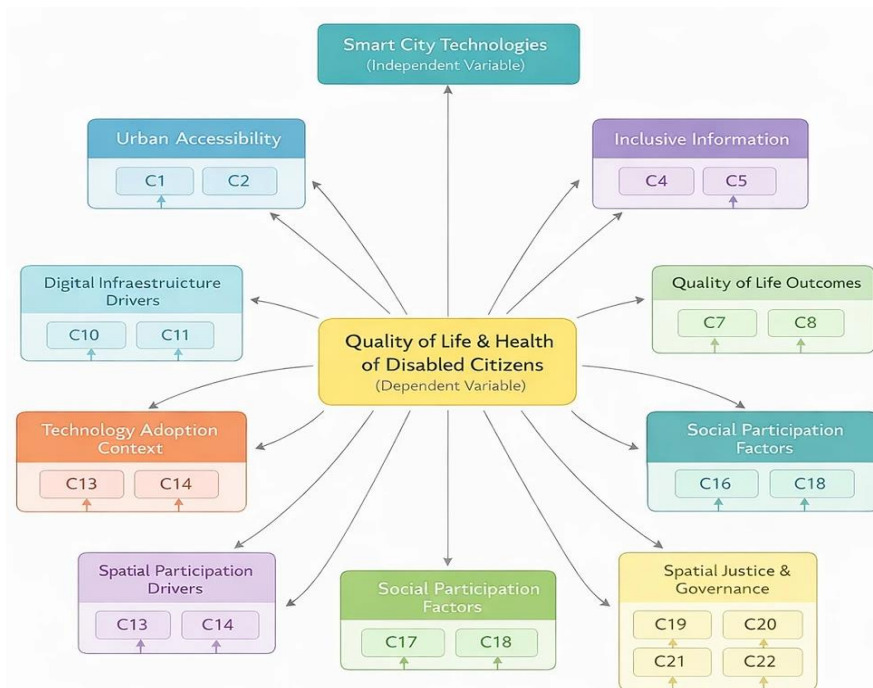 Smart City Technologies
(Independent Variable)
Urban Accessibility
C1 C2
Inclusive Information
C4 C5
Digital Infraestruicture
Drivers
C10 C11
Quality of Life Outcomes
C7 C8
Quality of Life & Health
of Disabled Citizens
(Dependent Variable)
Technology Adoption
Context
C13 C14
Social Participation
Factors
C16 C18
Spatial Participation
Drivers
C13 C14
Social Participation
Factors
C17 C18
Spatial Justice &
Governance
C19 C20
C21 C22